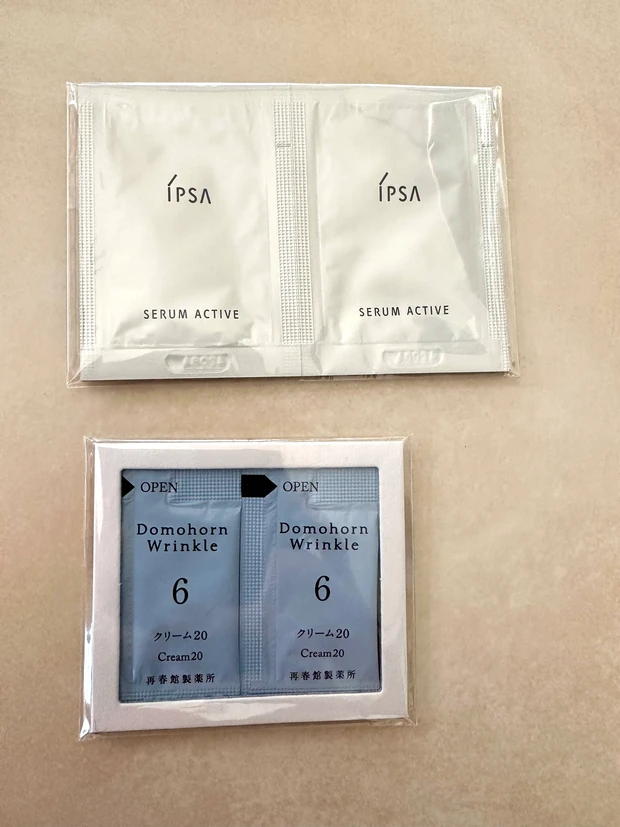 ÍPSA
SERUM ACTIVE
ÍPSA
SERUM ACTIVE
OPEN
Domohorn
Wrinkle
6
クリーム20
Cream20
再春館製薬所
OPEN
Domohorn
Wrinkle
6
クリーム20
Cream20
再春館製薬所